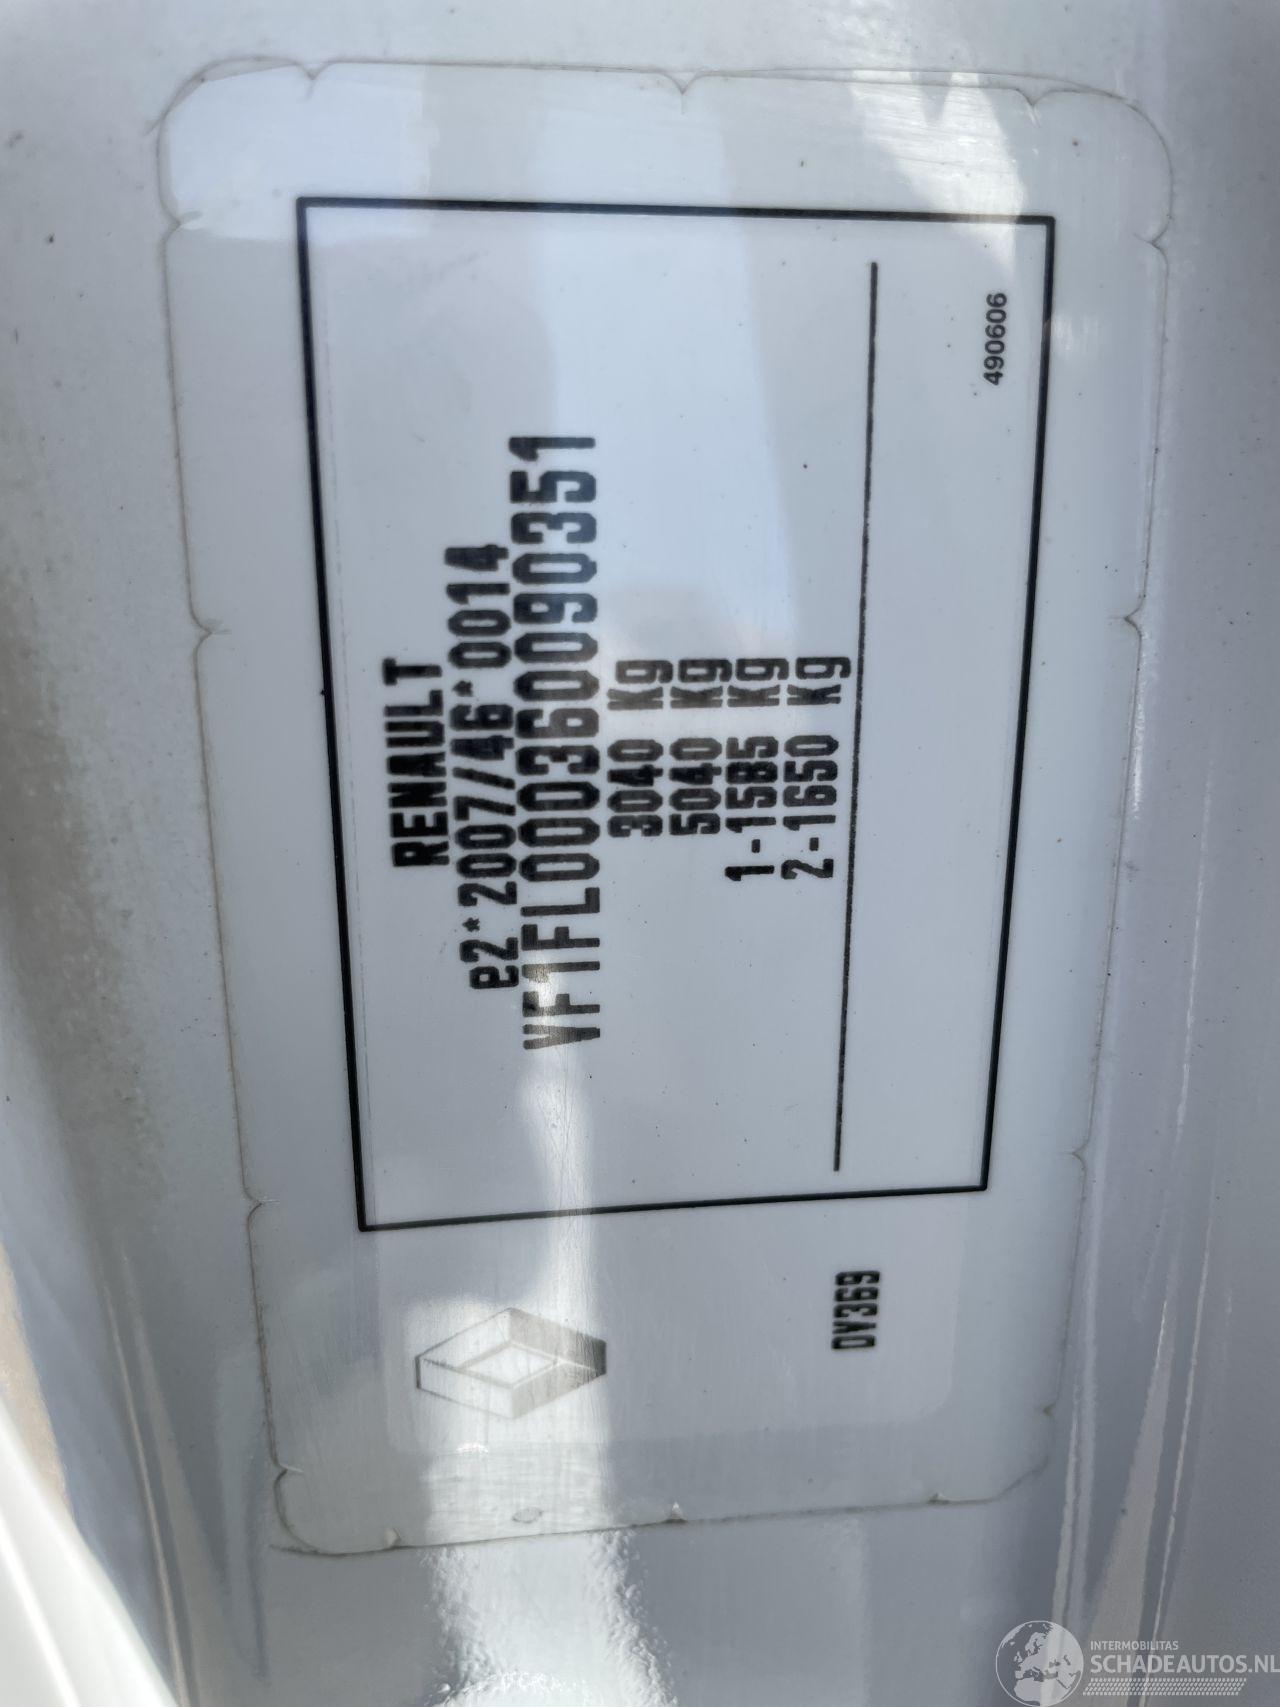 RENAULT
e2*2007/46*0014
VF1FL000360090351
3040 Kg
5040 Kg
1-1585 Kg
2-1650 Kg
490606
DV369
INTERMOBILITAS
SCHADEAUTOS.NL